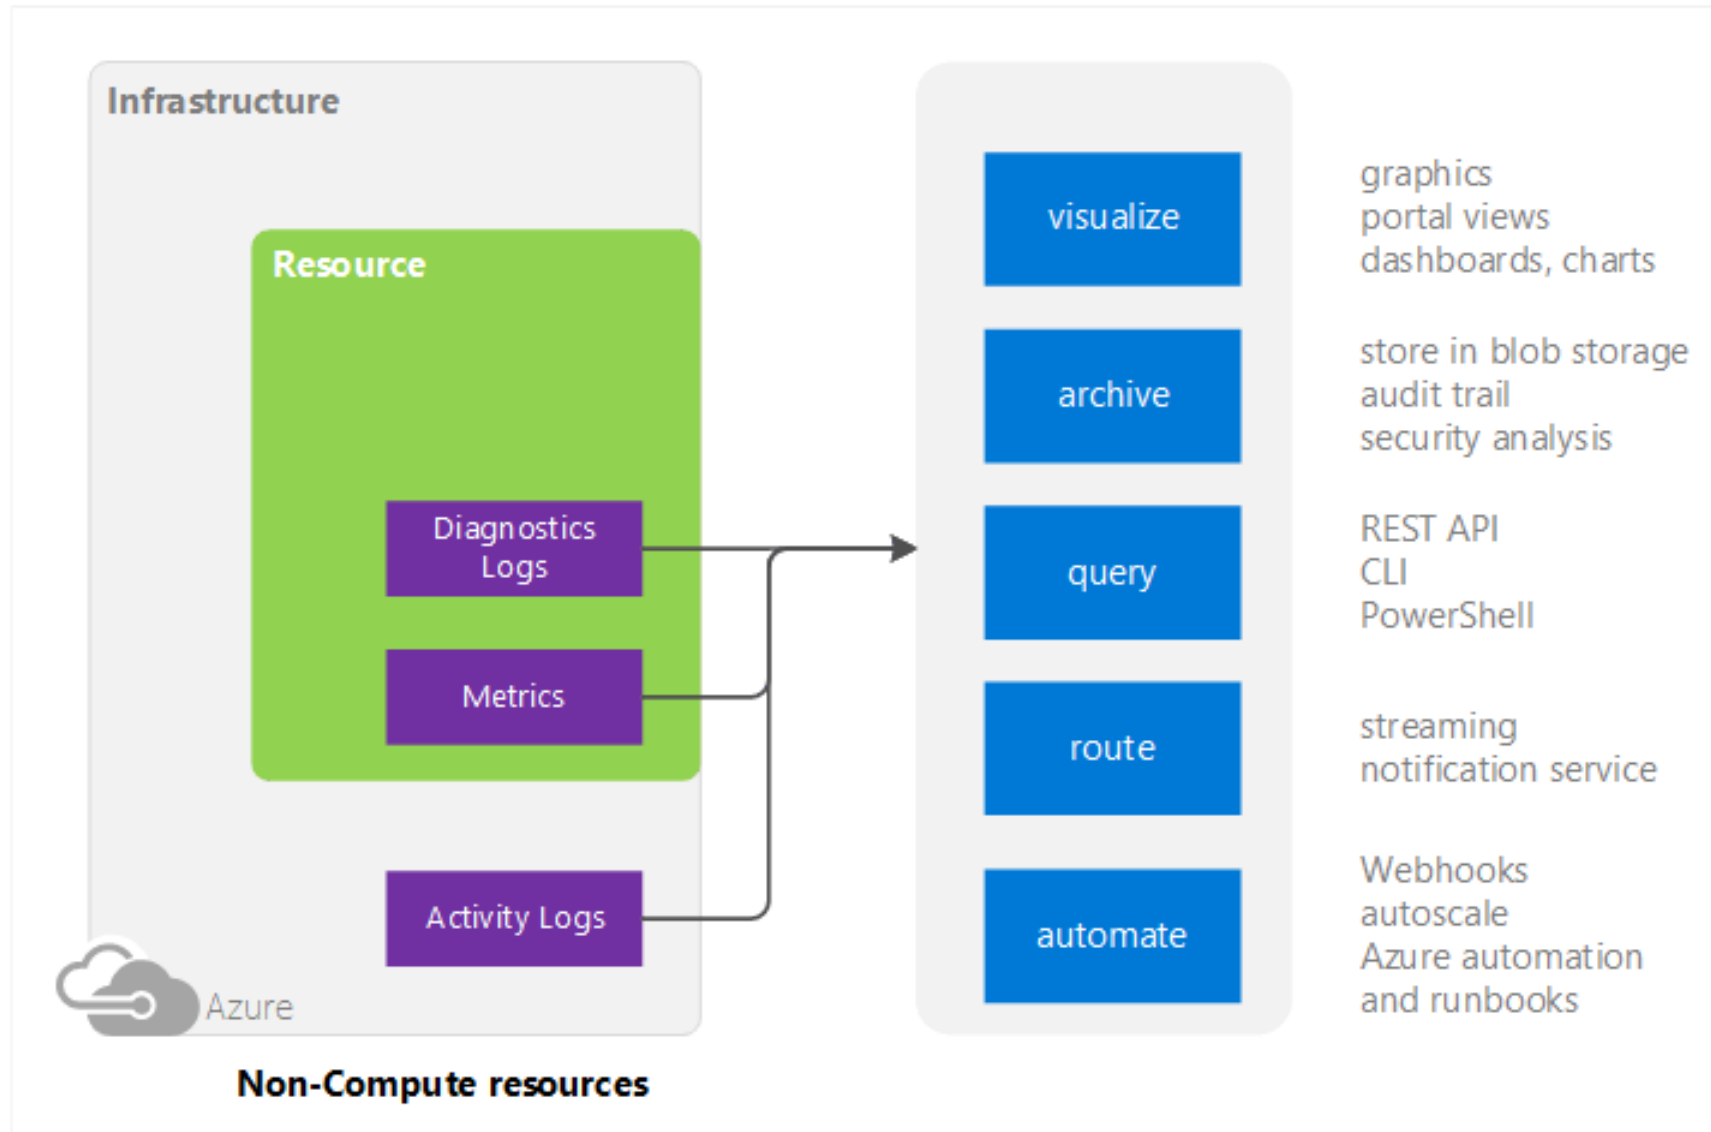 Infrastructure
Resource
Diagnostics
Logs
Metrics
Activity Logs
Azure
Non-Compute resources
visualize
graphics
portal views
dashboards, charts
archive
store in blob storage
audit trail
security analysis
query
REST API
CLI
PowerShell
route
streaming
notification service
automate
Webhooks
autoscale
Azure automation
and runbooks